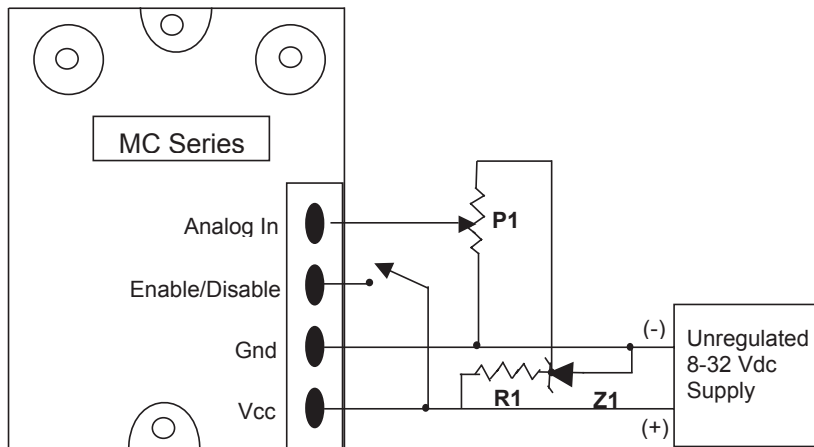 MC Series
Analog In
P1
Enable/Disable
Gnd
(-)
Unregulated
8-32 Vdc
Supply
R1
Z1
Vcc
(+)